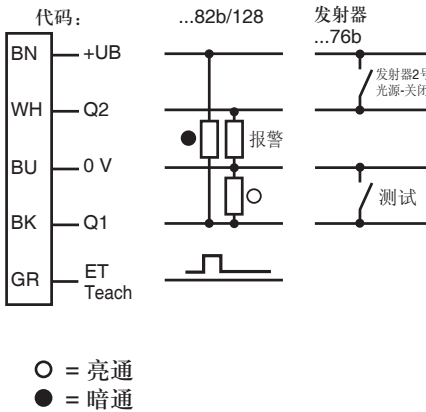 代码： ...82b/128 发射器
...76b
BN +UB
发射器2号
光源-关闭
WH Q2
报警
BU 0 V
测试
BK Q1
GR ET
Teach
= 亮通
= 暗通